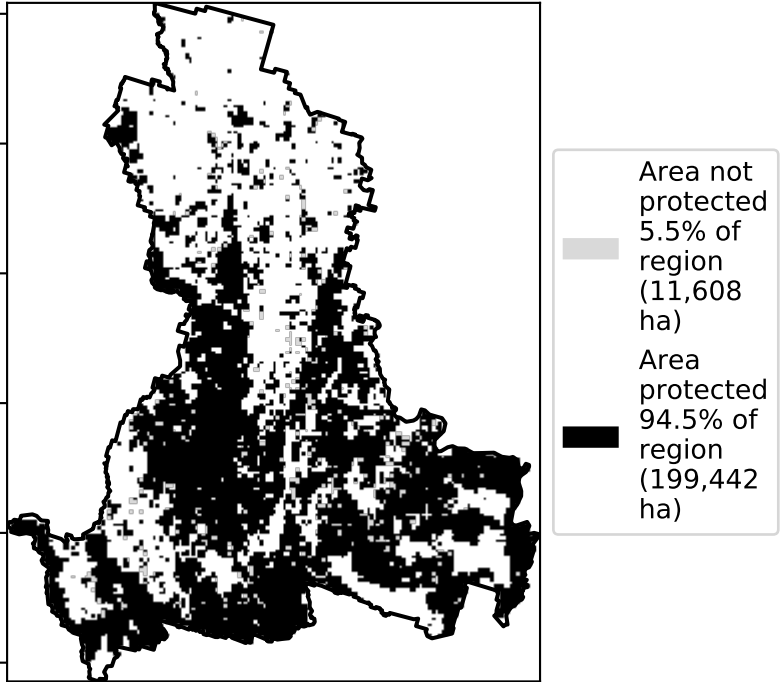 Area not
protected
5.5% of
region
(11,608
ha)
Area
protected
94.5% of
region
(199,442
ha)